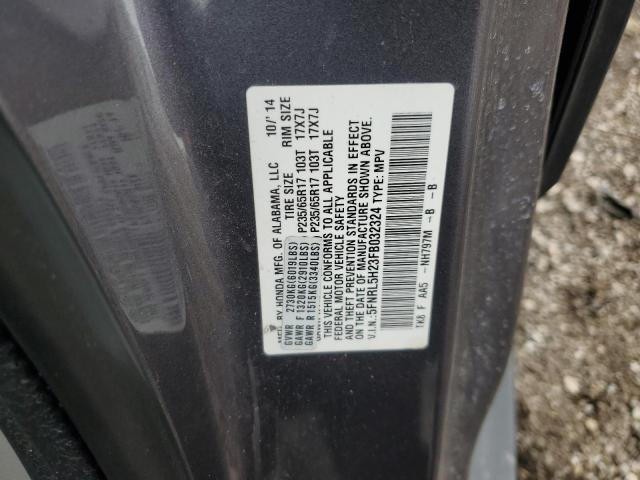 MFD. BY HONDA MFG. OF ALABAMA, LLC 10/'14
TIRE SIZE RIM SIZE
GVWR 2730KG(6019LBS)
GAWR F 1320KG(2910LBS) P235/65R17 103T 17X7J
GAWR R 1515KG(3340LBS) P235/65R17 103T 17X7J
THIS VEHICLE CONFORMS TO ALL APPLICABLE
FEDERAL MOTOR VEHICLE SAFETY
AND THEFT PREVENTION STANDARDS IN EFFECT
ON THE DATE OF MANUFACTURE SHOWN ABOVE.
V.I.N.:5FNRL5H23FB032324 TYPE: MPV
TK8 F AA5 -NH797M -B -B